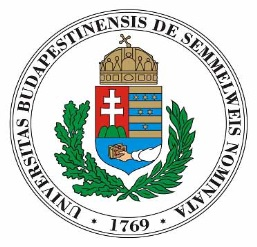 UNIVERSITAS BUDAPESTINENSIS DE SEMMELWEIS NOMINATA
· 1769 ·